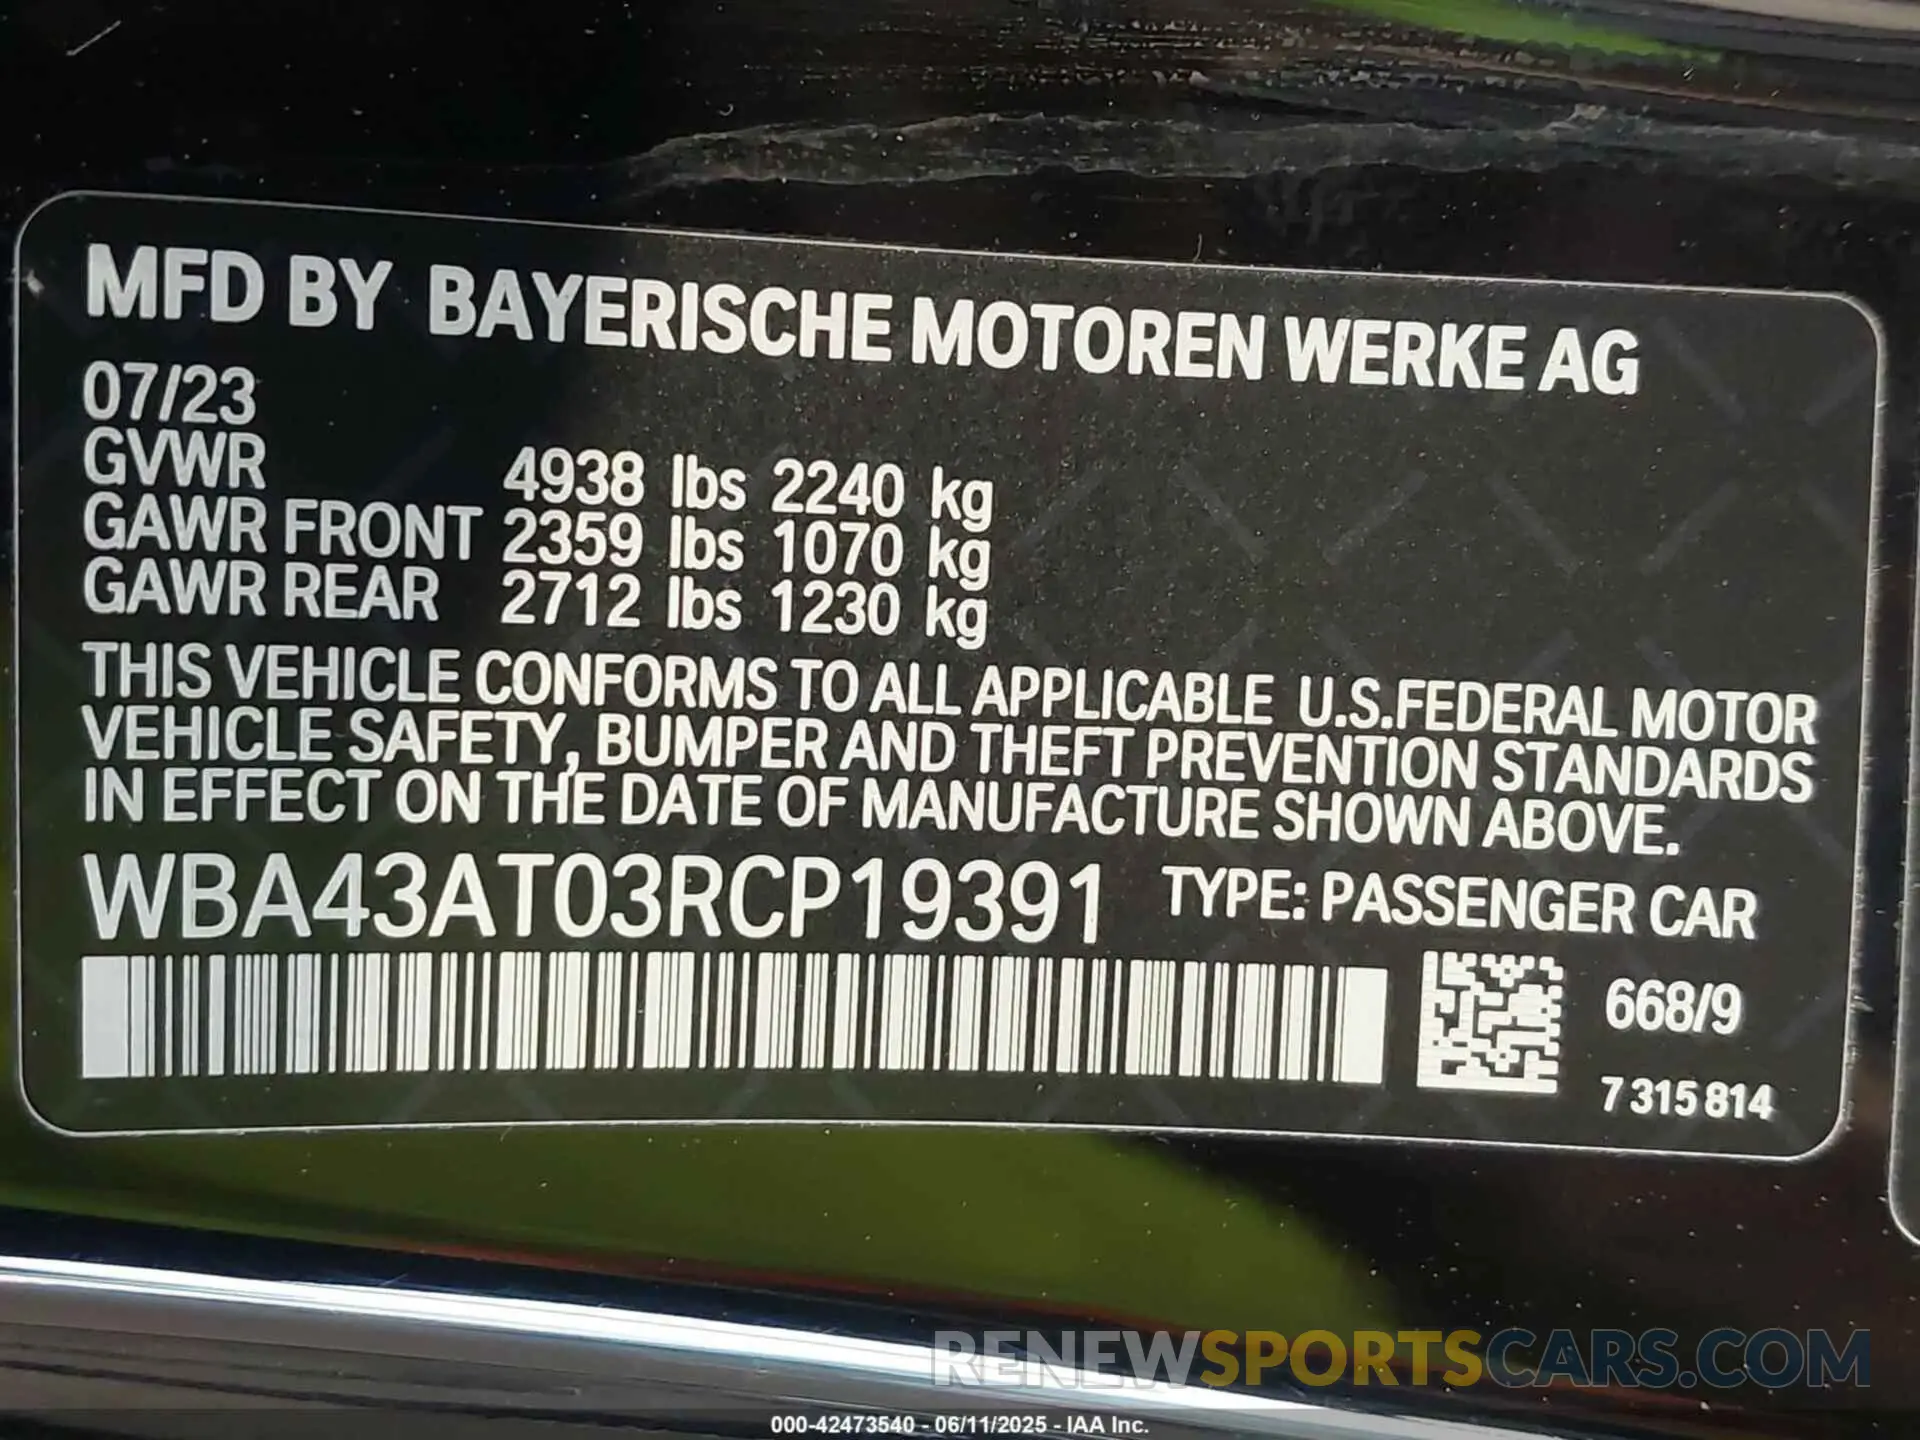 MFD BY BAYERISCHE MOTOREN WERKE AG
07/23
GVWR 4938 lbs 2240 kg
GAWR FRONT 2359 lbs 1070 kg
GAWR REAR 2712 lbs 1230 kg
THIS VEHICLE CONFORMS TO ALL APPLICABLE U.S.FEDERAL MOTOR
VEHICLE SAFETY, BUMPER AND THEFT PREVENTION STANDARDS
IN EFFECT ON THE DATE OF MANUFACTURE SHOWN ABOVE.
WBA43AT03RCP19391 TYPE: PASSENGER CAR
668/9
7 315 814
RENEWSPORTSCARS.COM
000-42473540 - 06/11/2025 - IAA Inc.